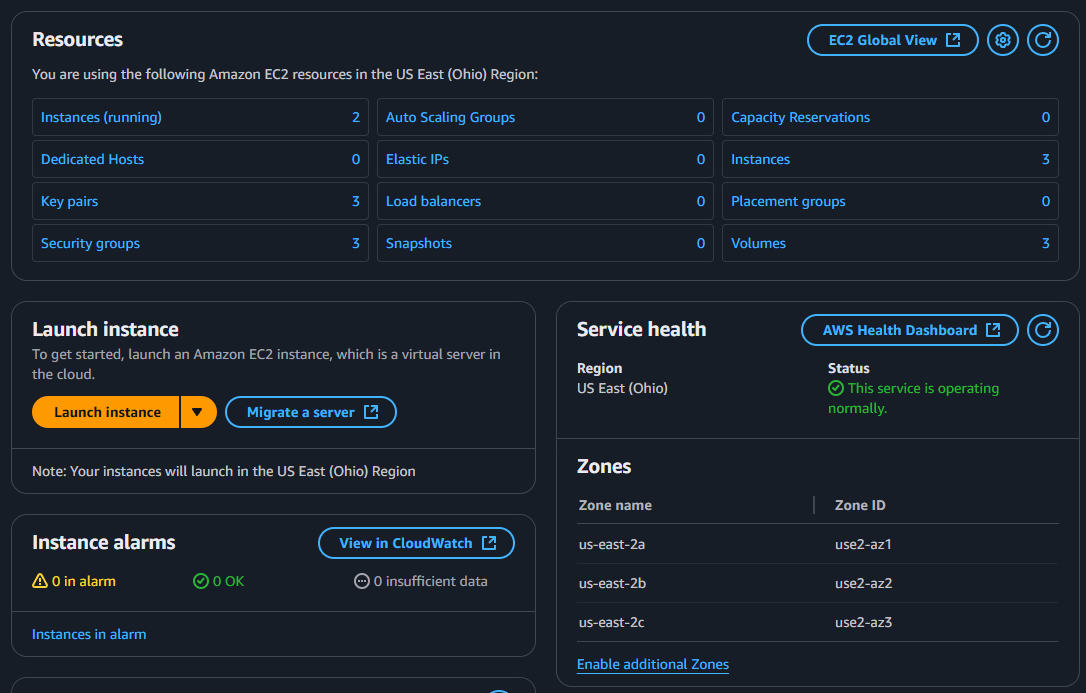 Resources
EC2 Global View
You are using the following Amazon EC2 resources in the US East (Ohio) Region:
Instances (running) 2
Auto Scaling Groups 0
Capacity Reservations 0
Dedicated Hosts 0
Elastic IPs 0
Instances 3
Key pairs 3
Load balancers 0
Placement groups 0
Security groups 3
Snapshots 0
Volumes 3
Launch instance
To get started, launch an Amazon EC2 instance, which is a virtual server in
the cloud.
Launch instance
Migrate a server
Note: Your instances will launch in the US East (Ohio) Region
Instance alarms
View in CloudWatch
0 in alarm
0 OK
0 insufficient data
Instances in alarm
Service health
AWS Health Dashboard
Region
US East (Ohio)
Status
This service is operating
normally.
Zones
Zone name Zone ID
us-east-2a use2-az1
us-east-2b use2-az2
us-east-2c use2-az3
Enable additional Zones